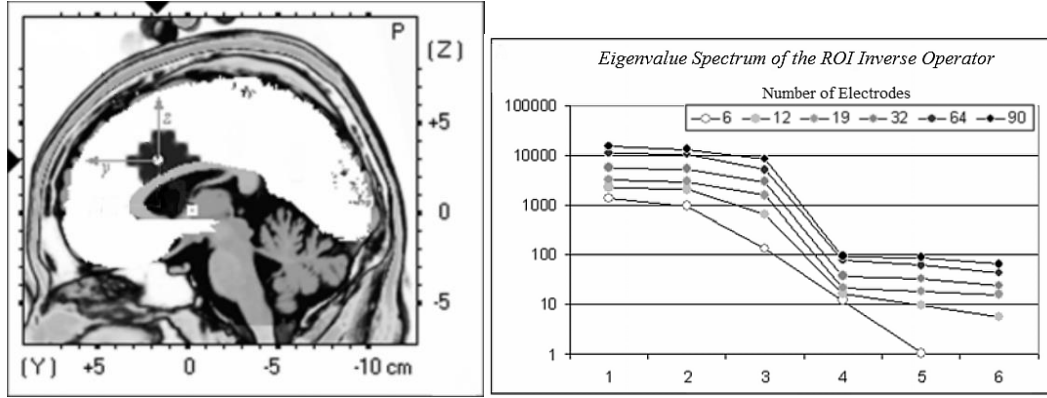 P
(Z)
+5
0
-5
z
y
(Y) +5 0 -5 -10 cm
Eigenvalue Spectrum of the ROI Inverse Operator
Number of Electrodes
6 12 19 32 64 90
100000
10000
1000
100
10
1
1 2 3 4 5 6